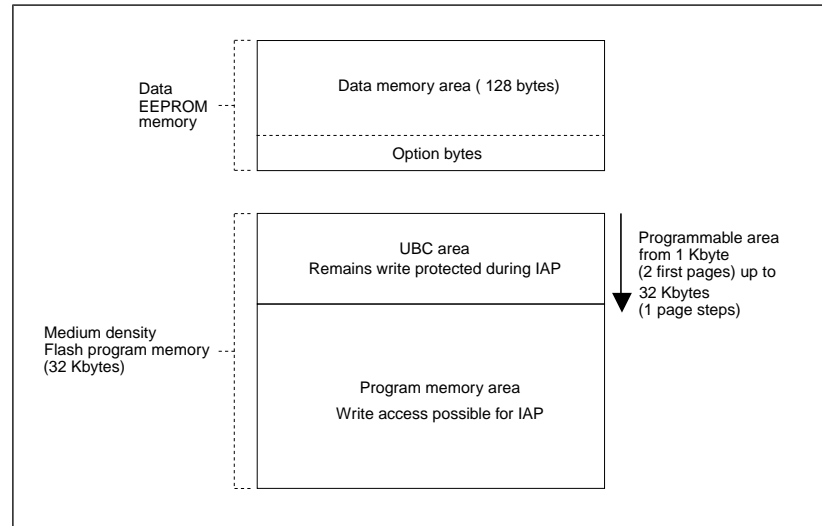 Data
EEPROM
memory
Data memory area ( 128 bytes)
Option bytes
UBC area
Remains write protected during IAP
Programmable area
from 1 Kbyte
(2 first pages) up to
32 Kbytes
(1 page steps)
Medium density
Flash program memory
(32 Kbytes)
Program memory area
Write access possible for IAP